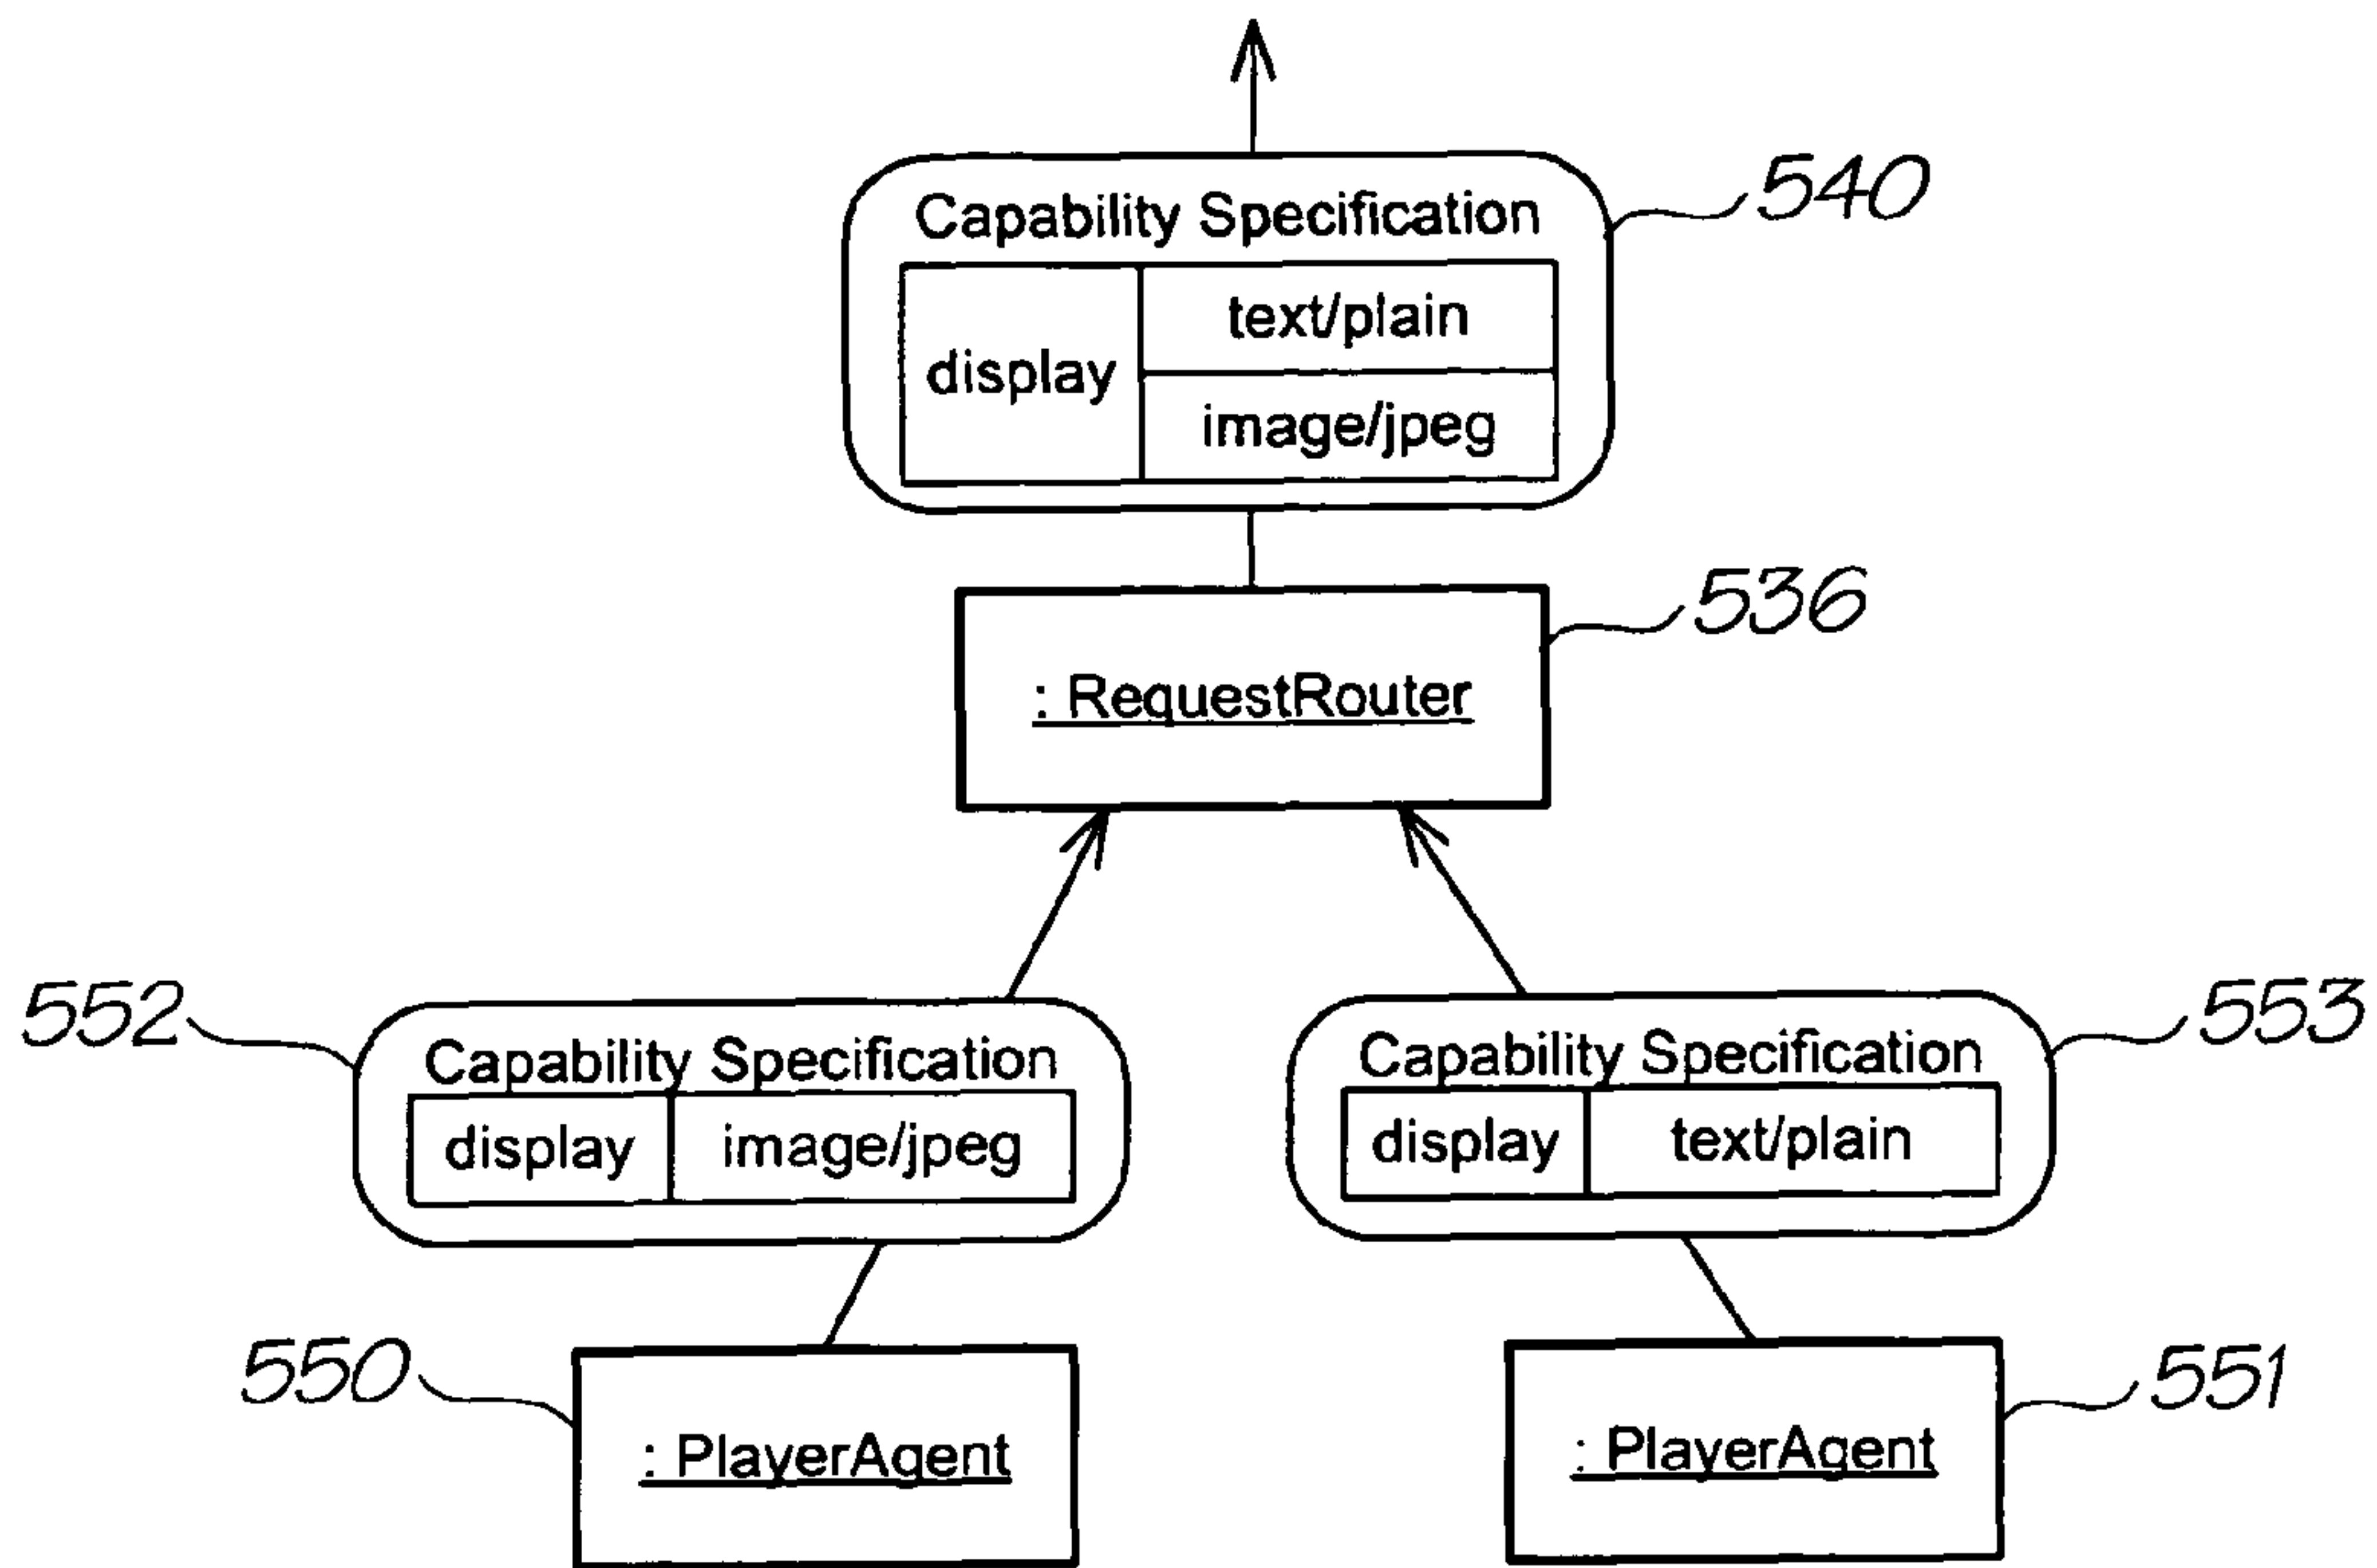 540
Capability Specification
display
text/plain
image/jpeg
536
: RequestRouter
552
Capability Specification
display image/jpeg
553
Capability Specification
display text/plain
550
: PlayerAgent
551
: PlayerAgent